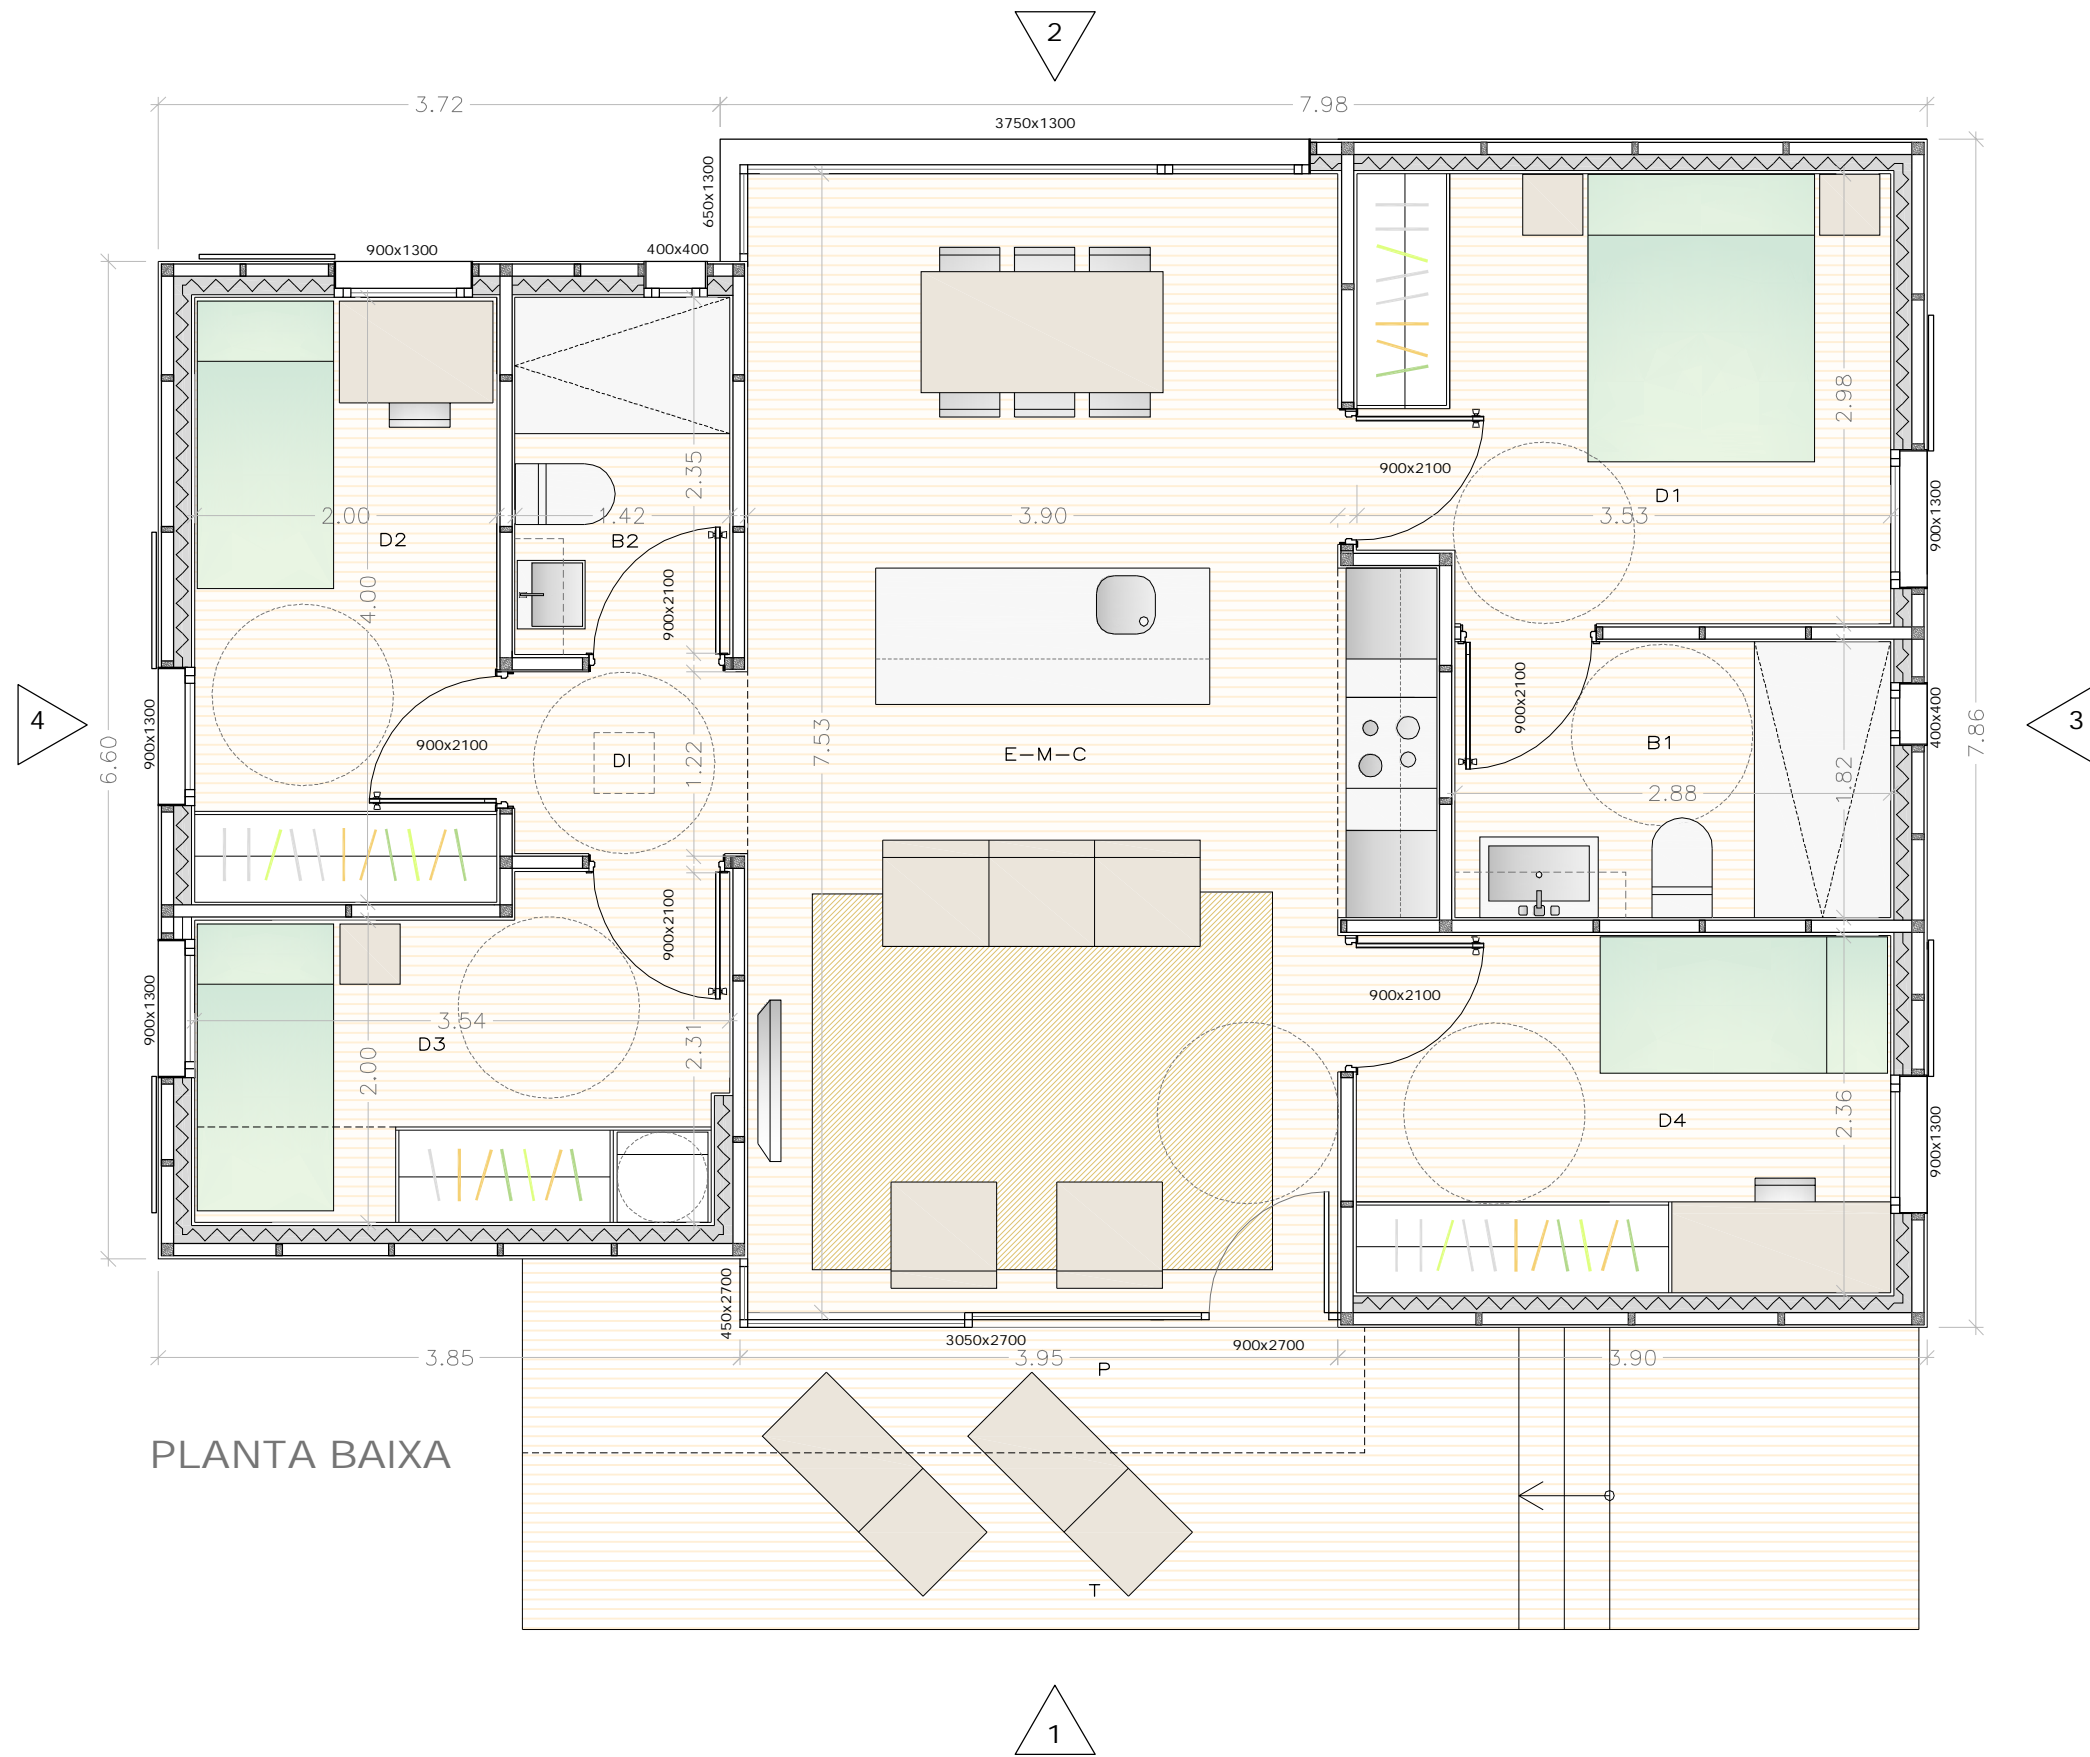 2
3.72
7.98
3750x1300
650x1300
900x1300
400x400
2.98
2.35
900x2100
D1
2.00
1.42
3.90
3.53
900x1300
D2
B2
4.00
900x2100
900x2100
4
6.60
900x1300
900x2100
DI
1.22
7.53
E-M-C
B1
400x400
7.86
3
1.82
2.88
900x2100
900x2100
900x1300
3.54
D3
2.00
2.31
D4
2.36
900x1300
450x2700
3050x2700
900x2700
3.85
3.95
3.90
P
PLANTA BAIXA
T
1